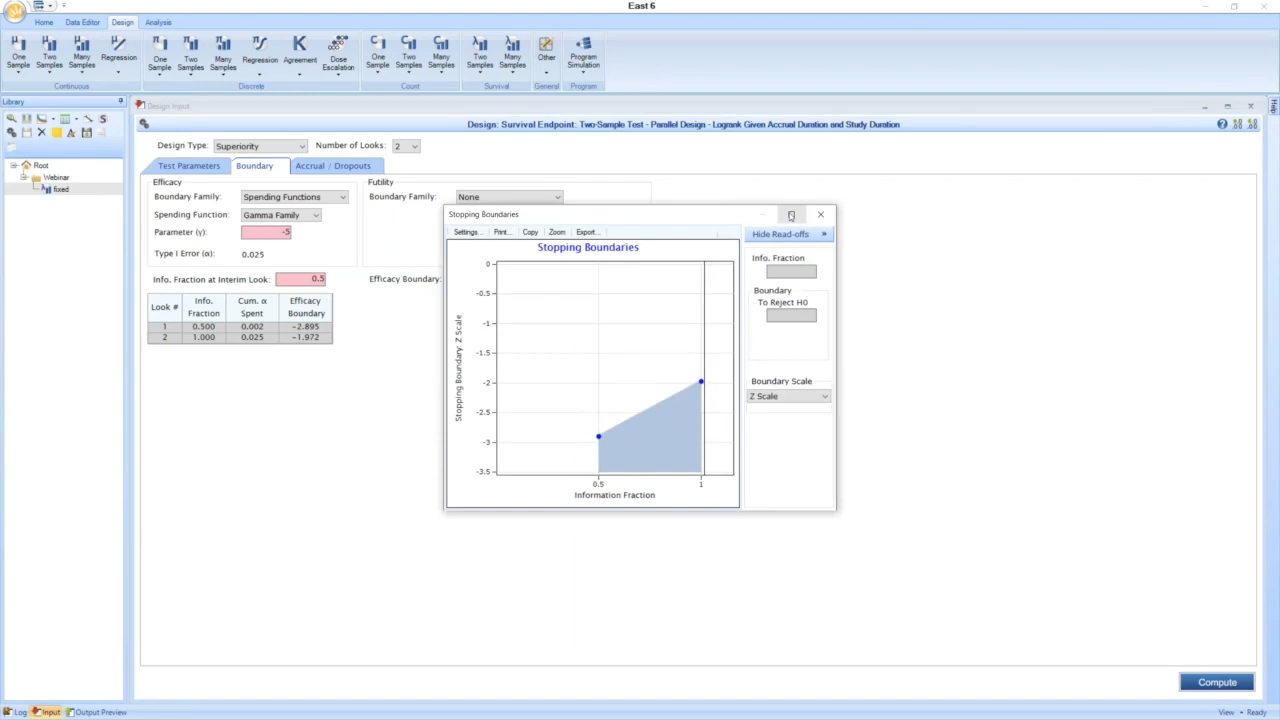 East 6
Home Data Editor Design Analysis
One Sample Two Samples Many Samples Regression
One Sample Two Samples Many Samples Regression Agreement Dose Escalation
One Sample Two Samples Many Samples
Two Samples Many Samples
Other
Program Simulation
Continuous Discrete Count Survival General Program
Library
Root
Webinar
fixed
Design Input
Design: Survival Endpoint: Two-Sample Test - Parallel Design - Logrank Given Accrual Duration and Study Duration
Help
Design Type: Superiority Number of Looks: 2
Test Parameters Boundary Accrual / Dropouts
Efficacy
Boundary Family: Spending Functions
Spending Function: Gamma Family
Parameter (γ): -5
Type I Error (α): 0.025
Futility
Boundary Family: None
Info. Fraction at Interim Look: 0.5
Efficacy Boundary:
Look # Info. Fraction Cum. α Spent Efficacy Boundary
1 0.500 0.002 -2.895
2 1.000 0.025 -1.972
Stopping Boundaries
Settings... Print... Copy Zoom Export...
Hide Read-offs »
Stopping Boundaries
Stopping Boundary: Z Scale
0
-0.5
-1
-1.5
-2
-2.5
-3
-3.5
0.5 1
Information Fraction
Info. Fraction
Boundary
To Reject H0
Boundary Scale
Z Scale
Compute
Log Input Output Preview
View Ready